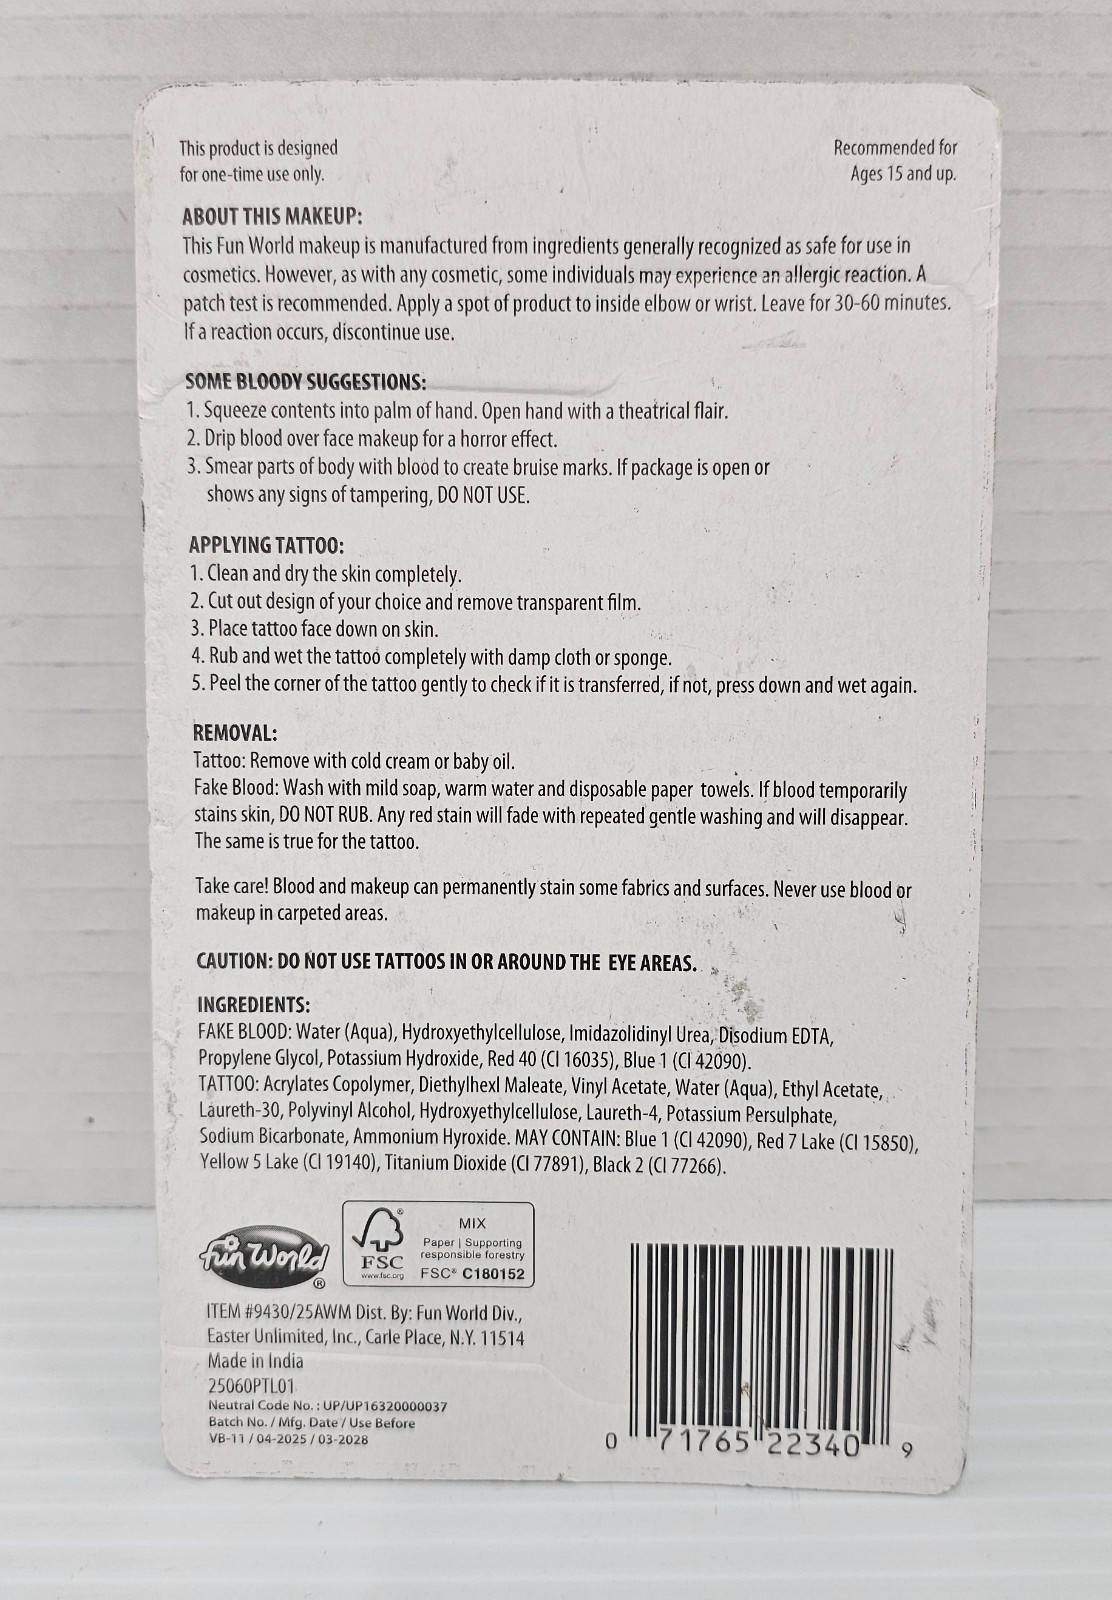 This product is designed
for one-time use only.
Recommended for
Ages 15 and up.
ABOUT THIS MAKEUP:
This Fun World makeup is manufactured from ingredients generally recognized as safe for use in
cosmetics. However, as with any cosmetic, some individuals may experience an allergic reaction. A
patch test is recommended. Apply a spot of product to inside elbow or wrist. Leave for 30-60 minutes.
If a reaction occurs, discontinue use.
SOME BLOODY SUGGESTIONS:
1. Squeeze contents into palm of hand. Open hand with a theatrical flair.
2. Drip blood over face makeup for a horror effect.
3. Smear parts of body with blood to create bruise marks. If package is open or
shows any signs of tampering, DO NOT USE.
APPLYING TATTOO:
1. Clean and dry the skin completely.
2. Cut out design of your choice and remove transparent film.
3. Place tattoo face down on skin.
4. Rub and wet the tattoo completely with damp cloth or sponge.
5. Peel the corner of the tattoo gently to check if it is transferred, if not, press down and wet again.
REMOVAL:
Tattoo: Remove with cold cream or baby oil.
Fake Blood: Wash with mild soap, warm water and disposable paper towels. If blood temporarily
stains skin, DO NOT RUB. Any red stain will fade with repeated gentle washing and will disappear.
The same is true for the tattoo.
Take care! Blood and makeup can permanently stain some fabrics and surfaces. Never use blood or
makeup in carpeted areas.
CAUTION: DO NOT USE TATTOOS IN OR AROUND THE EYE AREAS.
INGREDIENTS:
FAKE BLOOD: Water (Aqua), Hydroxyethylcellulose, Imidazolidinyl Urea, Disodium EDTA,
Propylene Glycol, Potassium Hydroxide, Red 40 (CI 16035), Blue 1 (CI 42090).
TATTOO: Acrylates Copolymer, Diethylhexl Maleate, Vinyl Acetate, Water (Aqua), Ethyl Acetate,
Laureth-30, Polyvinyl Alcohol, Hydroxyethylcellulose, Laureth-4, Potassium Persulphate,
Sodium Bicarbonate, Ammonium Hyroxide. MAY CONTAIN: Blue 1 (CI 42090), Red 7 Lake (CI 15850),
Yellow 5 Lake (CI 19140), Titanium Dioxide (CI 77891), Black 2 (CI 77266).
Fun World ®
®
FSC
www.fsc.org
MIX
Paper | Supporting
responsible forestry
FSC® C180152
ITEM #9430/25AWM Dist. By: Fun World Div.,
Easter Unlimited, Inc., Carle Place, N.Y. 11514
Made in India
25060PTL01
Neutral Code No. : UP/UP16320000037
Batch No. / Mfg. Date / Use Before
VB-11 / 04-2025 / 03-2028
0 71765 22340 9